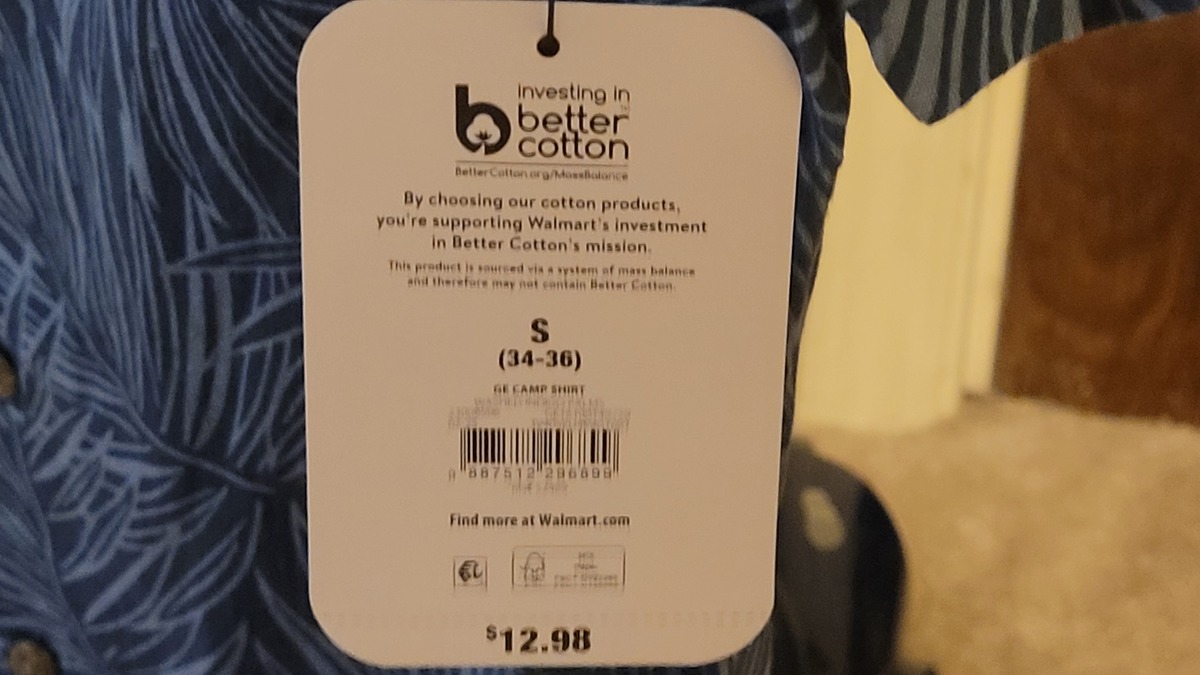 investing in
better
cotton
BetterCotton.org/MassBalance
By choosing our cotton products,
you're supporting Walmart's investment
in Better Cotton's mission.
This product is sourced via a system of mass balance
and therefore may not contain Better Cotton.
S
(34-36)
GE CAMP SHIRT
887512 296899
Find more at Walmart.com
$12.98